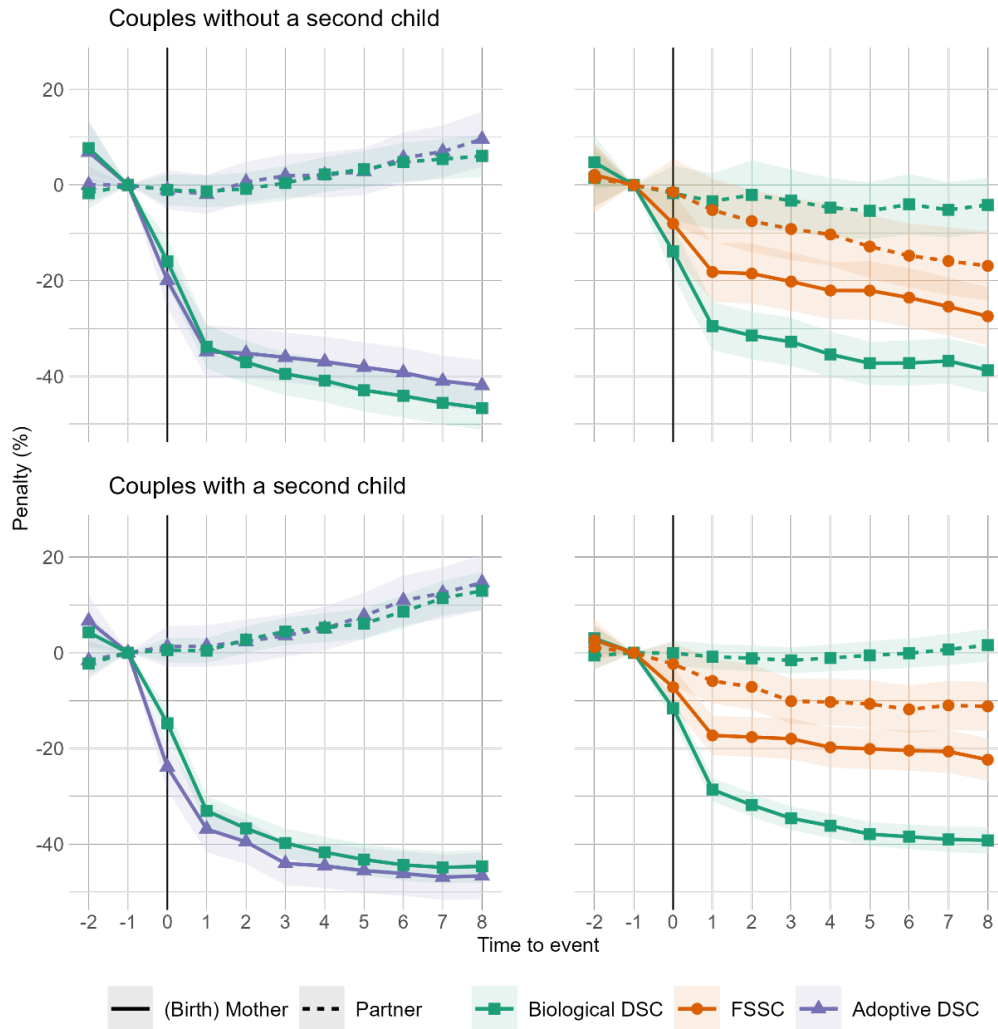 Couples without a second child
20
0
-20
-40
Penalty (%)
Couples with a second child
20
0
-20
-40
-2 -1 0 1 2 3 4 5 6 7 8 -2 -1 0 1 2 3 4 5 6 7 8
Time to event
(Birth) Mother Partner Biological DSC FSSC Adoptive DSC